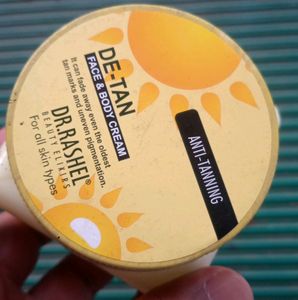 DE-TAN
FACE & BODY CREAM
It can fade away even the oldest
tan marks and uneven pigmentation.
DR.RASHEL®
BEAUTY ELIXIRS
For all skin types
ANTI-TANNING